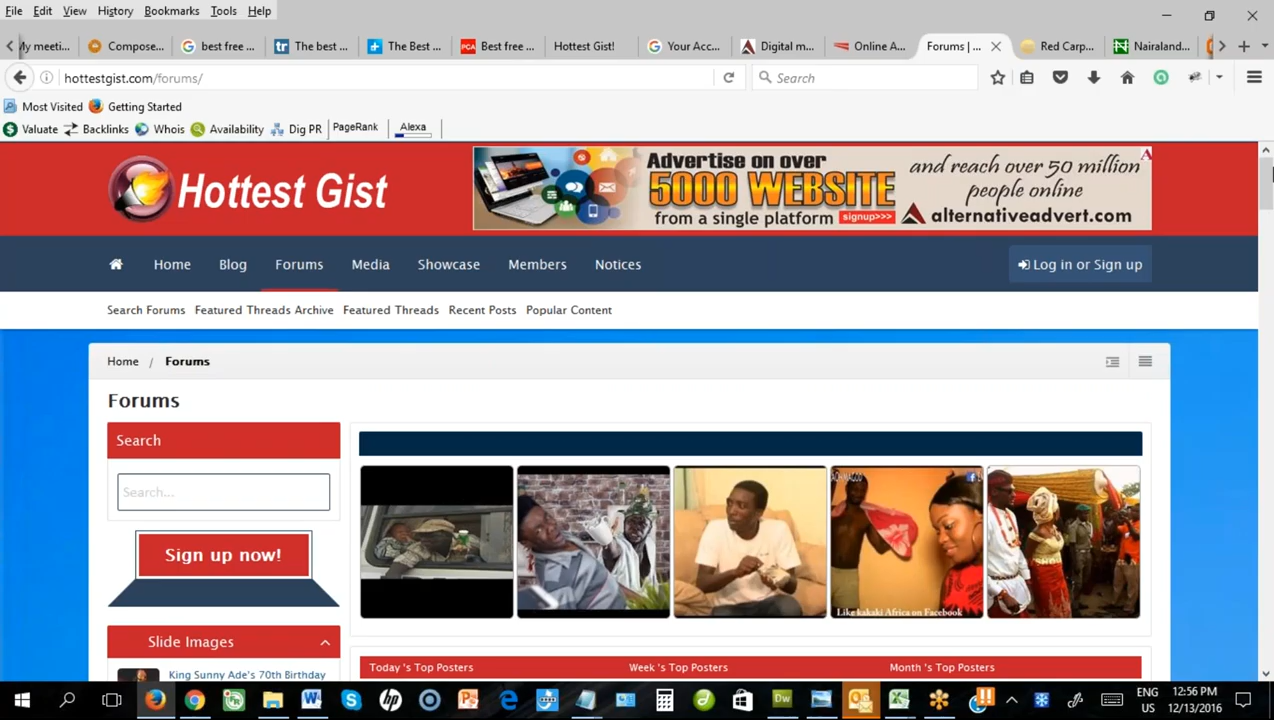 File Edit View History Bookmarks Tools Help
My meeti... Compose... best free ... The best ... The Best ... Best free ... Hottest Gist! Your Acc... Digital m... Online A... Forums | ... Red Carp... Nairaland...
hottestgist.com/forums/ Search
Most Visited Getting Started
Valuate Backlinks Whois Availability Dig PR PageRank Alexa
Hottest Gist
Advertise on over
5000 WEBSITE
from a single platform signup>>>
and reach over 50 million
people online
alternativeadvert.com
Home Blog Forums Media Showcase Members Notices Log in or Sign up
Search Forums Featured Threads Archive Featured Threads Recent Posts Popular Content
Home / Forums
Forums
Search
Search...
Sign up now!
Like kakaki Africa on Facebook
Slide Images
King Sunny Ade's 70th Birthday
Today 's Top Posters Week 's Top Posters Month 's Top Posters
ENG
US
12:56 PM
12/13/2016